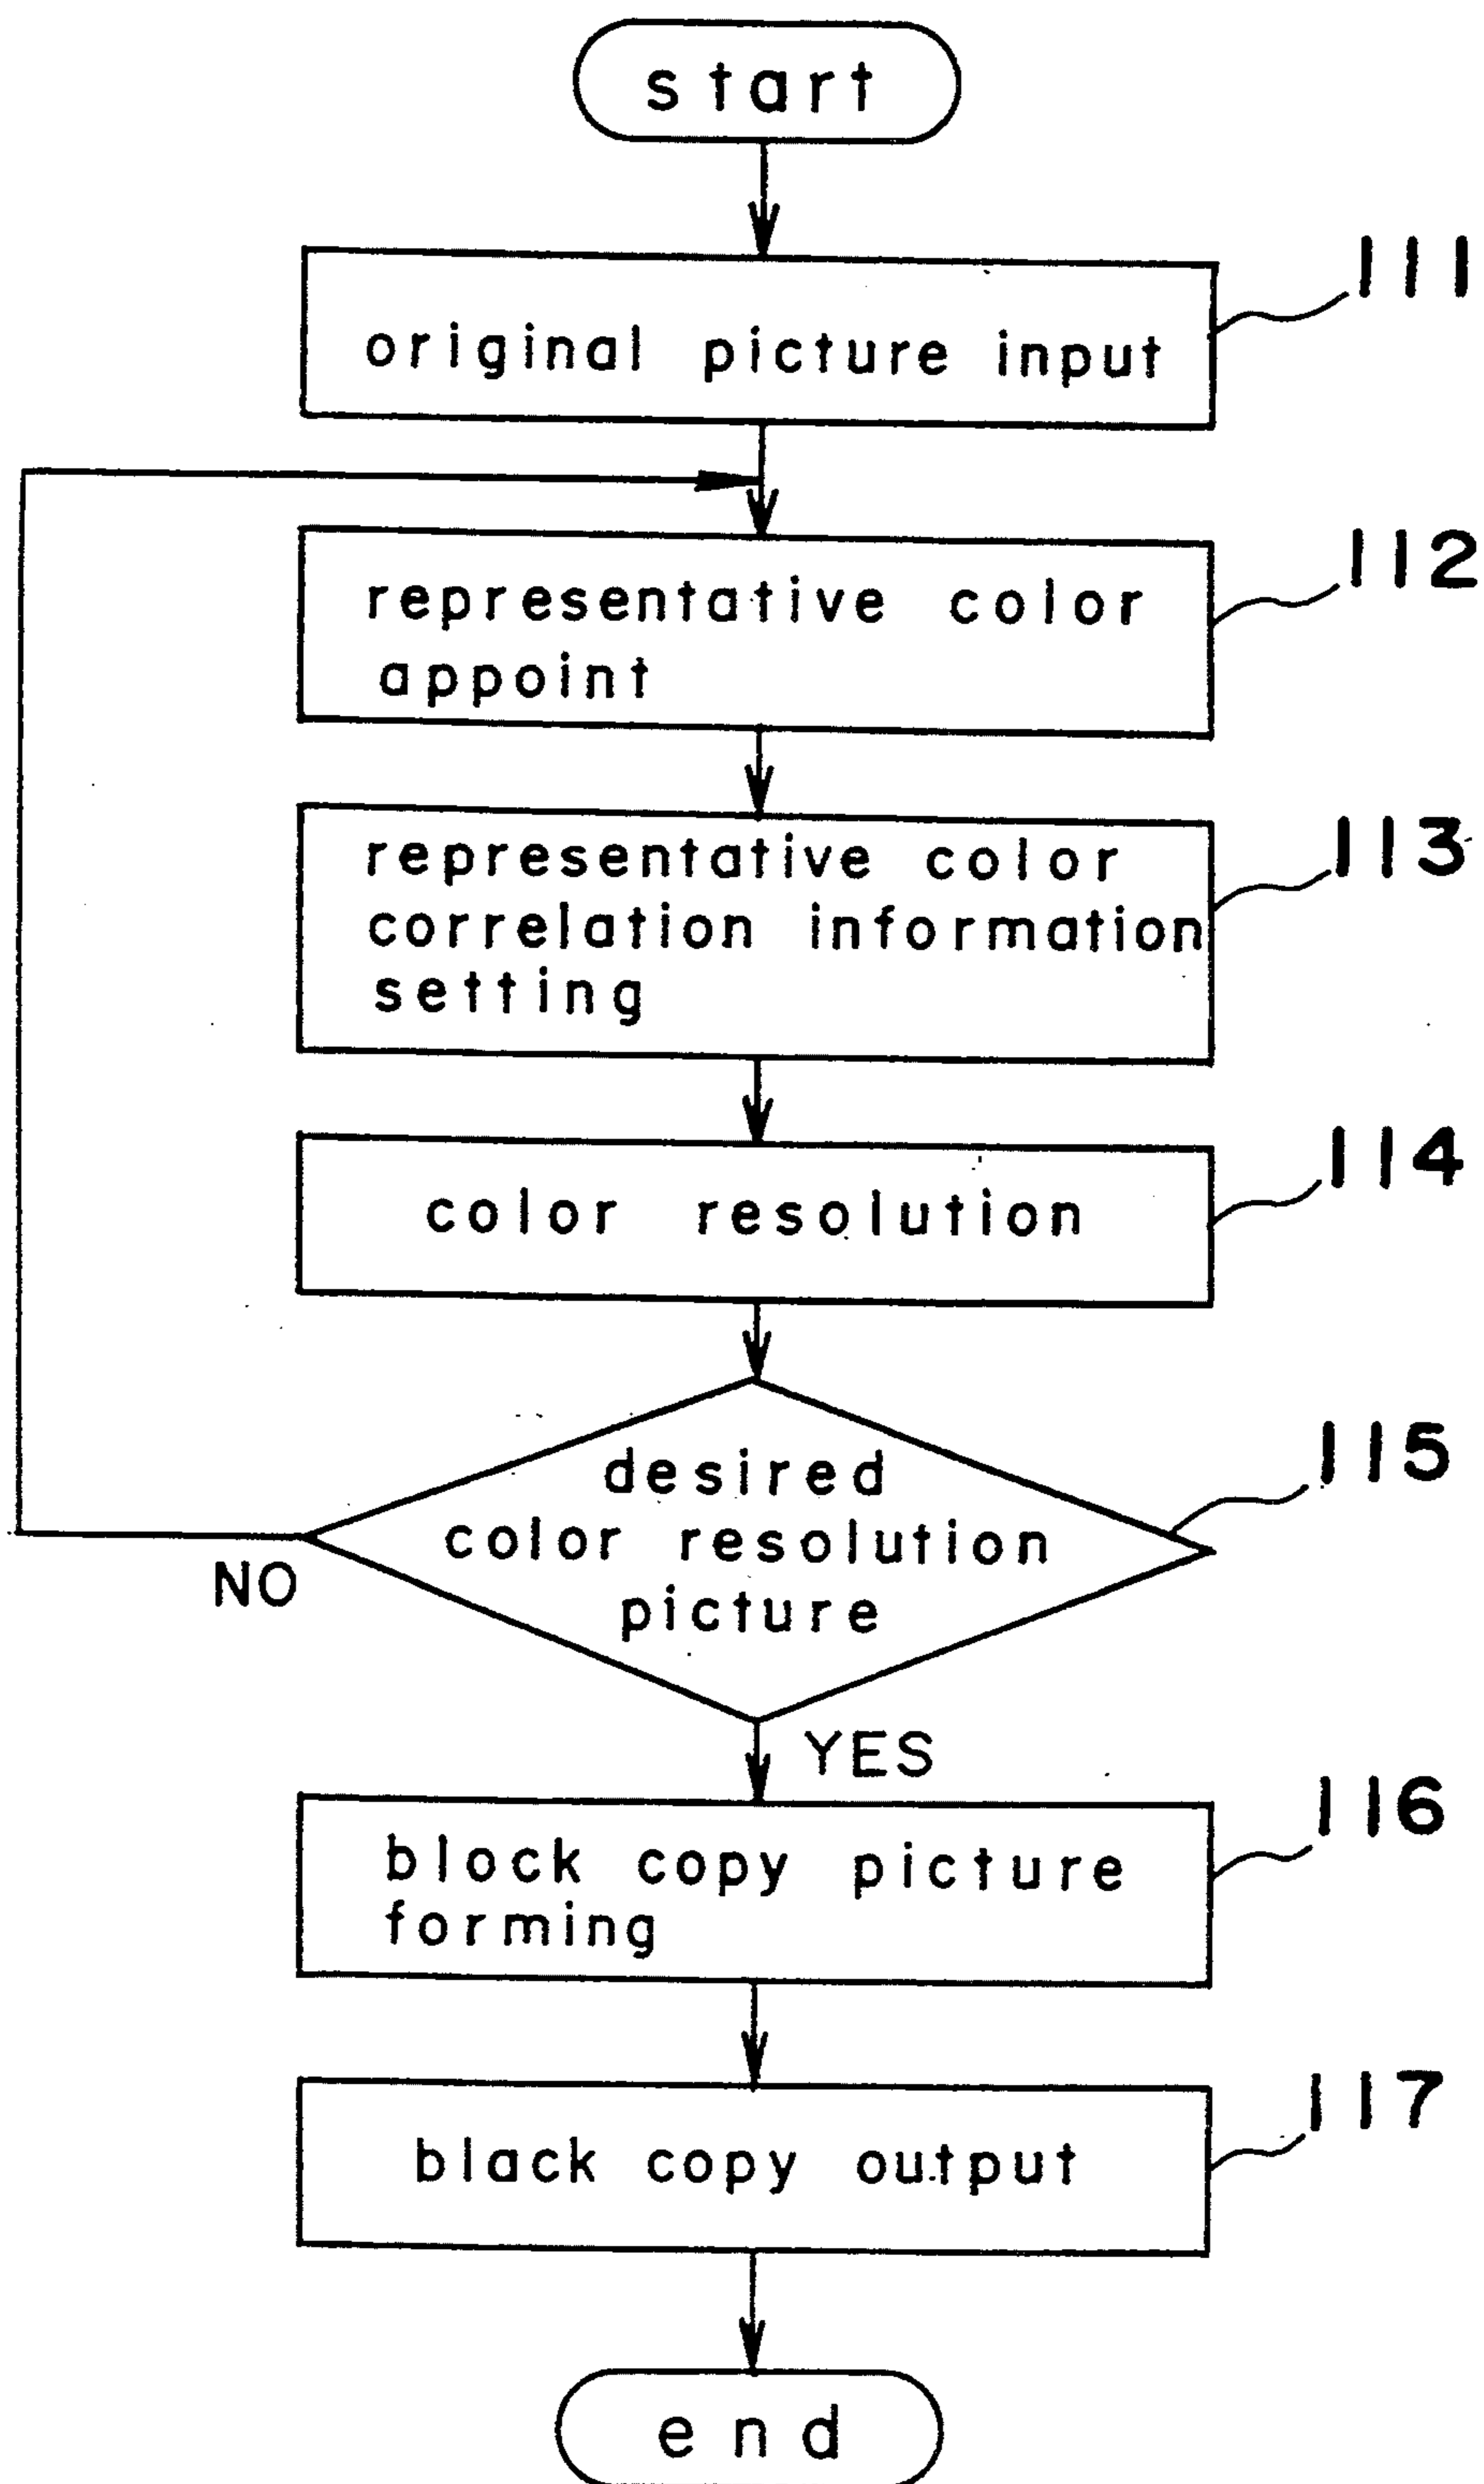 start
111
original picture input
112
representative color
appoint
113
representative color
correlation information
setting
114
color resolution
115
desired
color resolution
picture
NO
YES
116
block copy picture
forming
117
black copy output
end